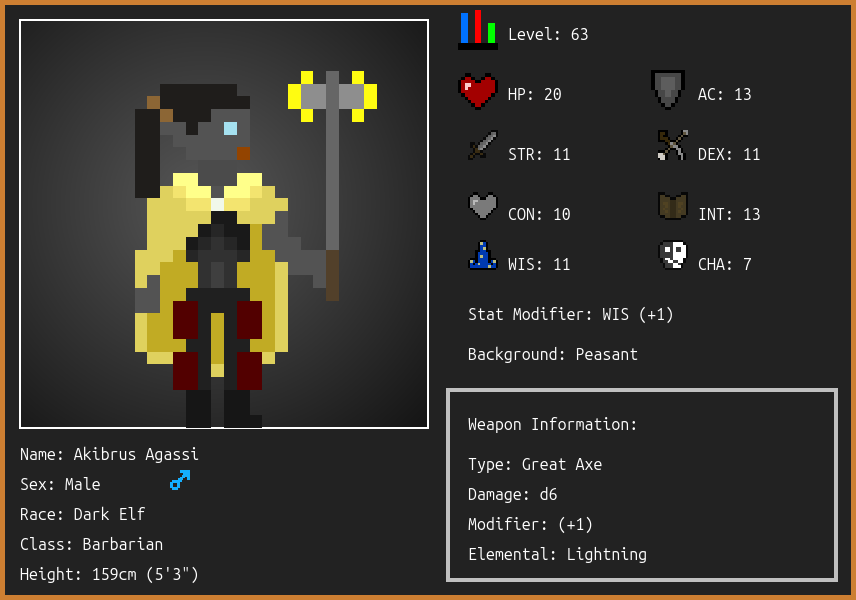 Level: 63
HP: 20
AC: 13
STR: 11
DEX: 11
CON: 10
INT: 13
WIS: 11
CHA: 7
Stat Modifier: WIS (+1)
Background: Peasant
Weapon Information:
Type: Great Axe
Damage: d6
Modifier: (+1)
Elemental: Lightning
Name: Akibrus Agassi
Sex: Male
Race: Dark Elf
Class: Barbarian
Height: 159cm (5'3")